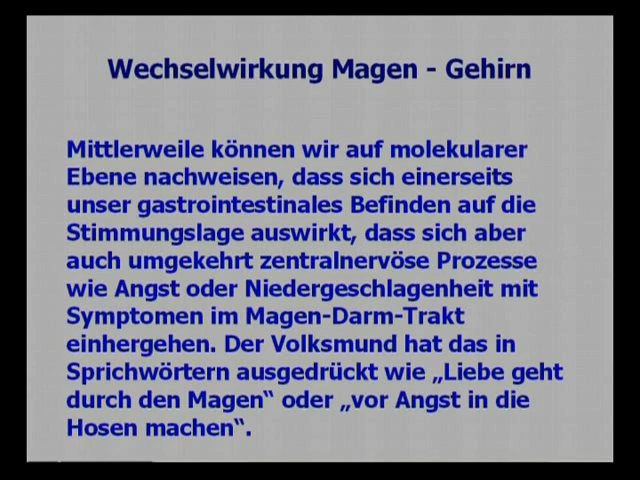 Wechselwirkung Magen - Gehirn
Mittlerweile können wir auf molekularer
Ebene nachweisen, dass sich einerseits
unser gastrointestinales Befinden auf die
Stimmungslage auswirkt, dass sich aber
auch umgekehrt zentralnervöse Prozesse
wie Angst oder Niedergeschlagenheit mit
Symptomen im Magen-Darm-Trakt
einhergehen. Der Volksmund hat das in
Sprichwörtern ausgedrückt wie „Liebe geht
durch den Magen“ oder „vor Angst in die
Hosen machen“.